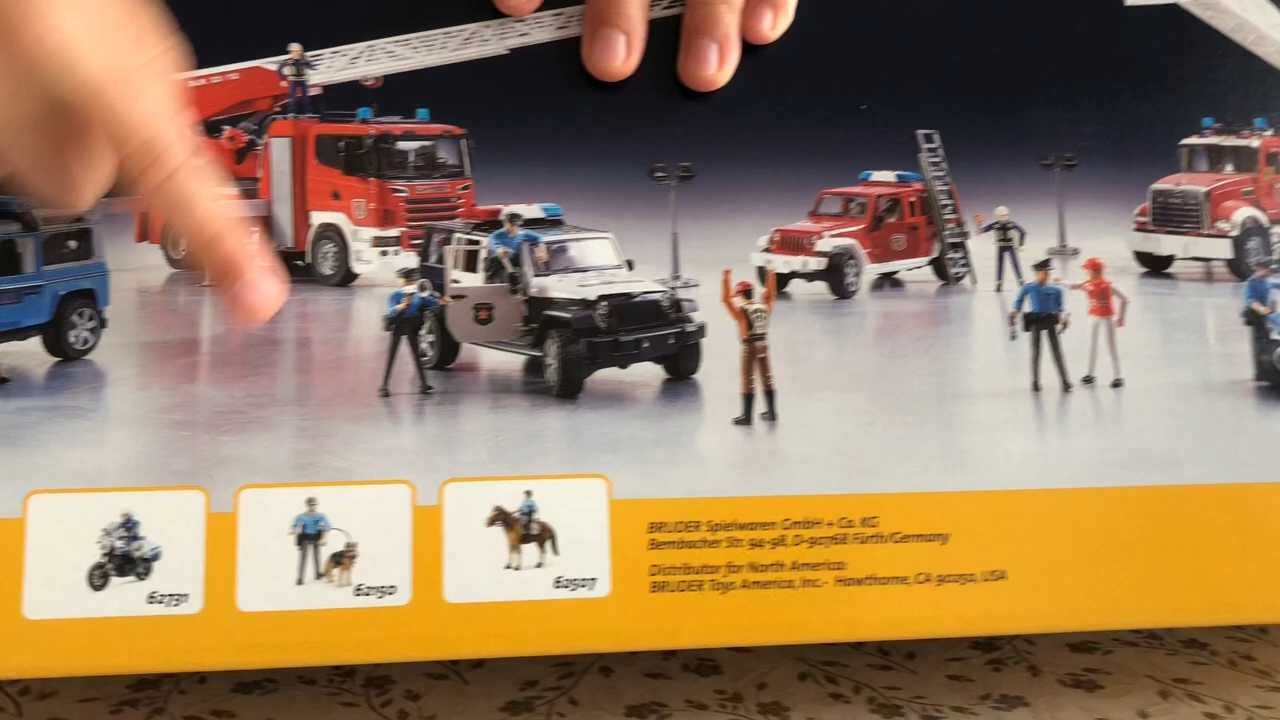 62731
62150
62507
BRUDER Spielwaren GmbH + Co. KG
Bernbacher Str. 94-98, D-90768 Fürth/Germany
Distributor for North America:
BRUDER Toys America, Inc. - Hawthorne, CA 90250, USA